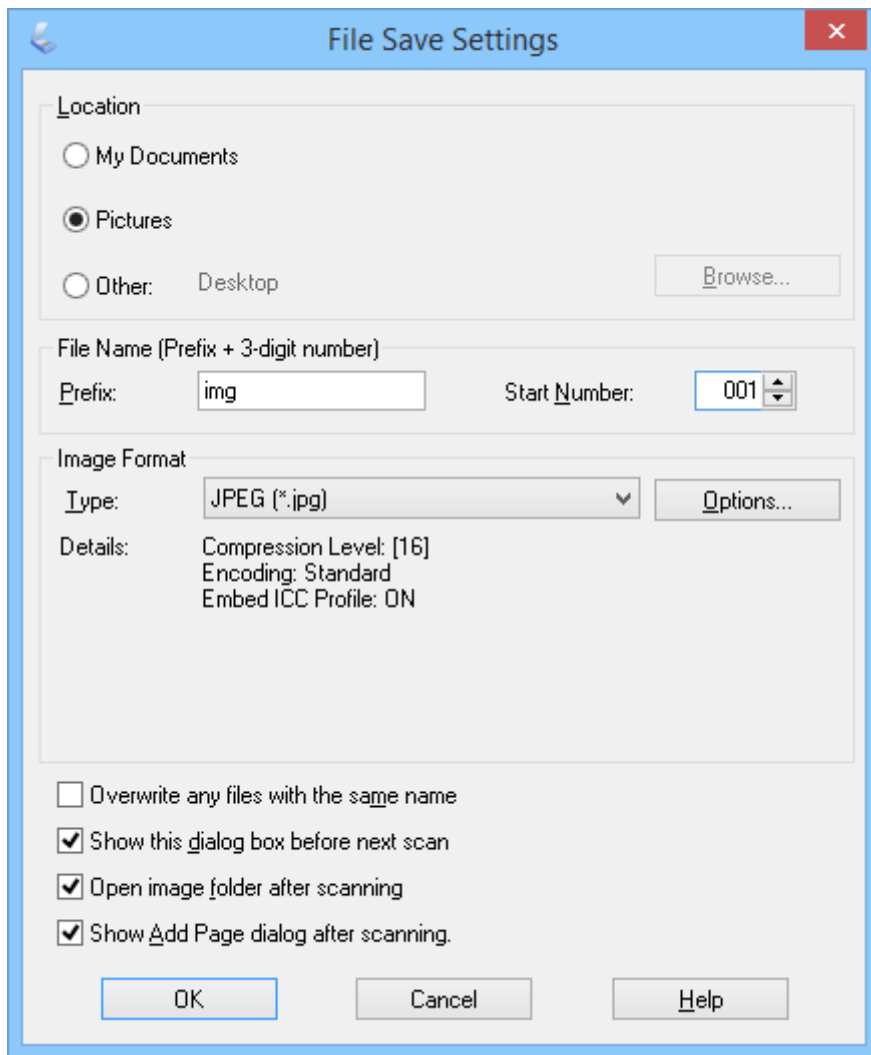 File Save Settings
Location
My Documents
Pictures
Other: Desktop Browse...
File Name (Prefix + 3-digit number)
Prefix: img Start Number: 001
Image Format
Type: JPEG (*.jpg) Options...
Details: Compression Level: [16]
Encoding: Standard
Embed ICC Profile: ON
Overwrite any files with the same name
Show this dialog box before next scan
Open image folder after scanning
Show Add Page dialog after scanning.
OK Cancel Help